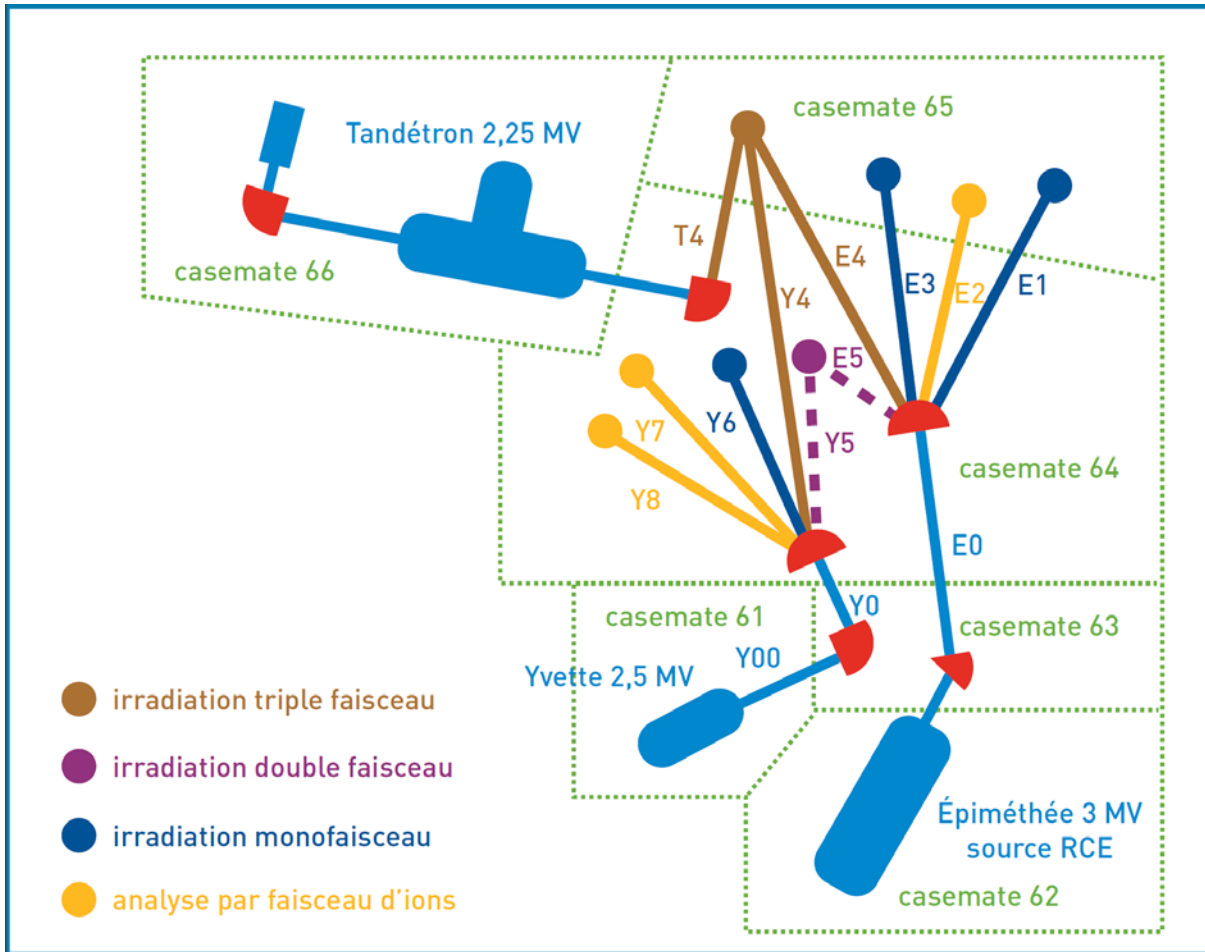 casemate 65
Tandétron 2,25 MV
T4
E4
casemate 66
E3
E2
E1
Y4
E5
Y7
Y6
Y5
casemate 64
Y8
E0
casemate 61
Y0
casemate 63
Y00
Yvette 2,5 MV
irradiation triple faisceau
irradiation double faisceau
irradiation monofaisceau
analyse par faisceau d'ions
Épiméthée 3 MV
source RCE
casemate 62